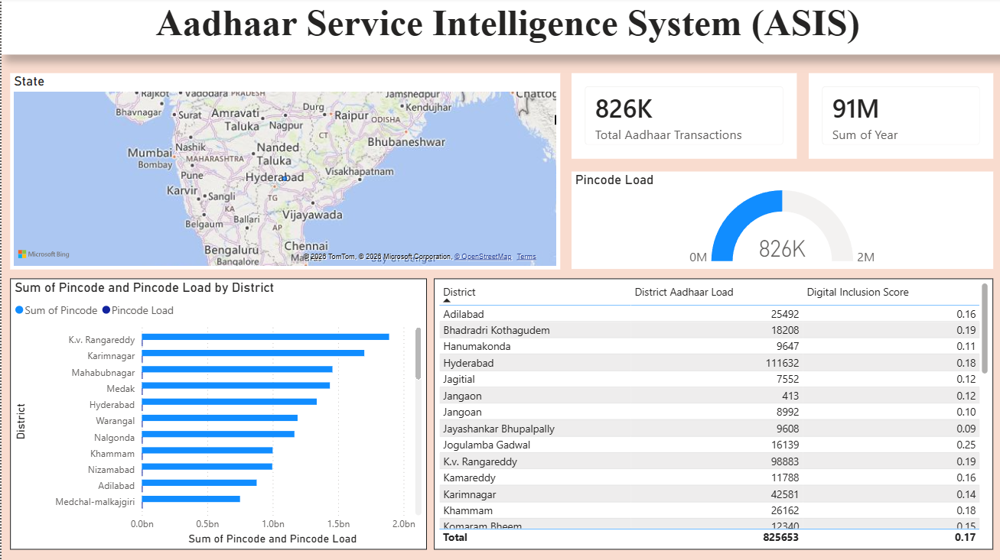 Aadhaar Service Intelligence System (ASIS)
State
Rajkot Vadodara PRADESH Jamshedpur Chattog
Bhavnagar Surat Amravati Taluka Nagpur Durg Raipur ODISHA Kendujhar
CT
Mumbai Nashik Nanded Bhubaneshwar
Bombay MAHARASHTRA Taluka
Pune Hyderabad Visakhapatnam
Karvir Sangli TG
KA Vijayawada
Belgaum Ballari AP
Bengaluru Chennai
Bangalore
Microsoft Bing
© 2026 TomTom, © 2026 Microsoft Corporation, © OpenStreetMap Terms
826K
Total Aadhaar Transactions
91M
Sum of Year
Pincode Load
826K
0M 2M
Sum of Pincode and Pincode Load by District
Sum of Pincode Pincode Load
District
K.v. Rangareddy
Karimnagar
Mahabubnagar
Medak
Hyderabad
Warangal
Nalgonda
Khammam
Nizamabad
Adilabad
Medchal-malkajgiri
0.0bn 0.5bn 1.0bn 1.5bn 2.0bn
Sum of Pincode and Pincode Load
District District Aadhaar Load Digital Inclusion Score
Adilabad 25492 0.16
Bhadradri Kothagudem 18208 0.19
Hanumakonda 9647 0.11
Hyderabad 111632 0.18
Jagitial 7552 0.12
Jangaon 413 0.12
Jangoan 8992 0.10
Jayashankar Bhupalpally 9608 0.09
Jogulamba Gadwal 16139 0.25
K.v. Rangareddy 98883 0.19
Kamareddy 11788 0.16
Karimnagar 42581 0.14
Khammam 26162 0.18
Komaram Bheem 12340 0.15
Total 825653 0.17